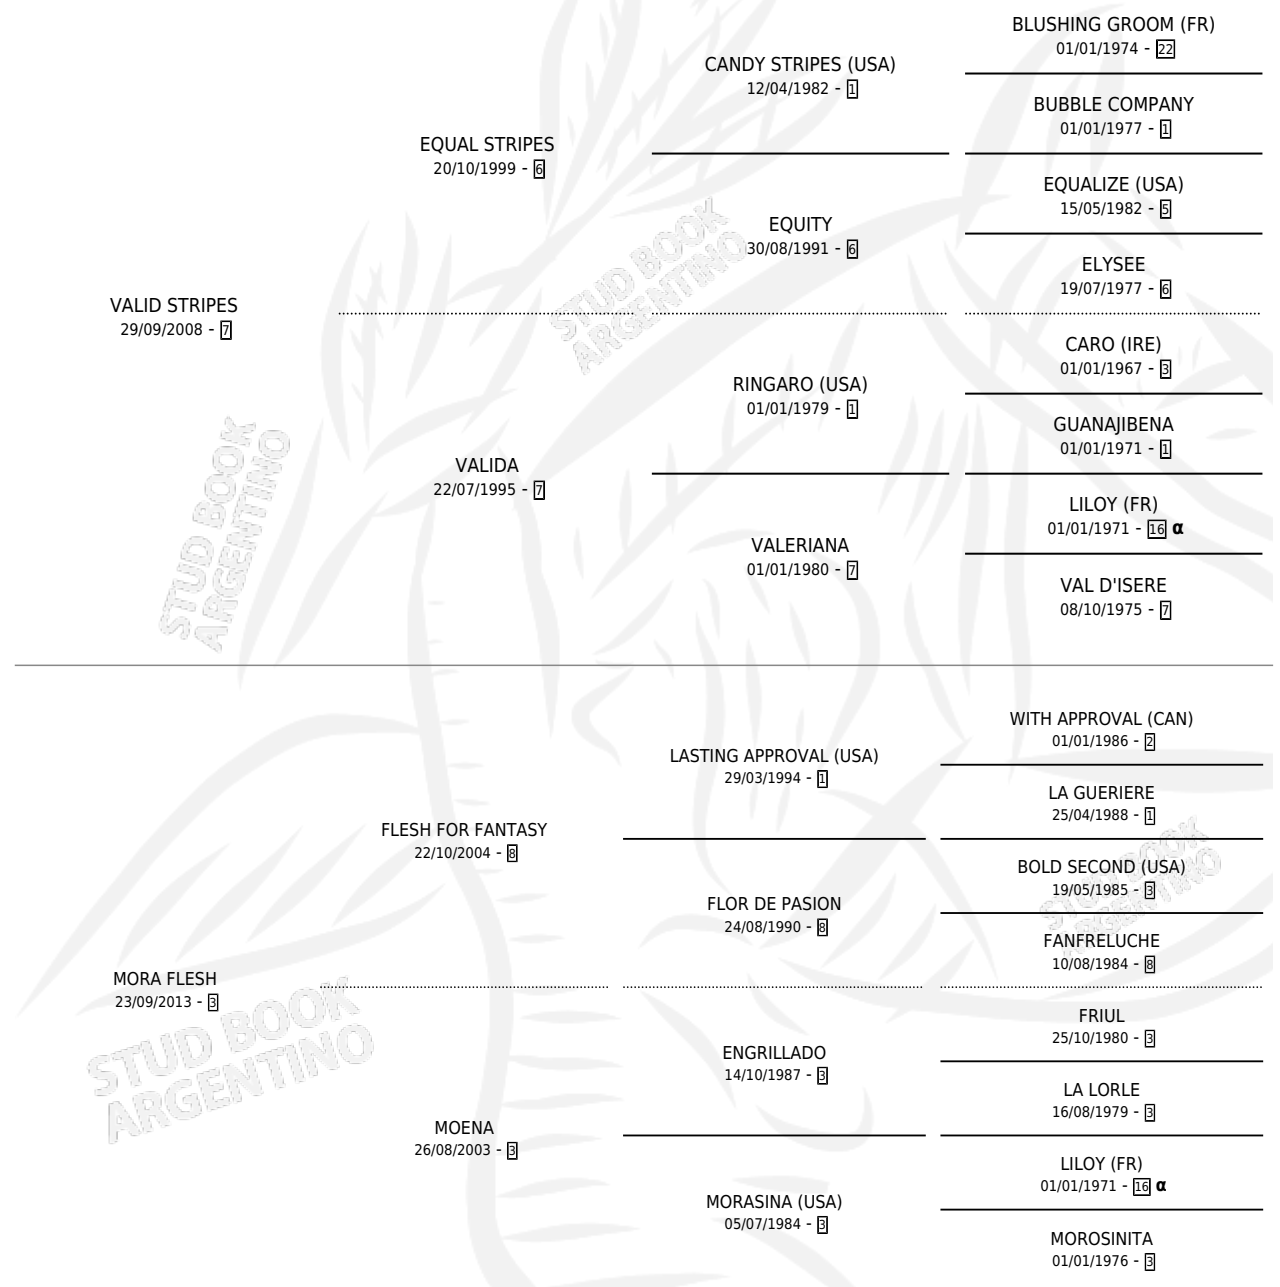 BLUSHING GROOM (FR)
01/01/1974 - 22
CANDY STRIPES (USA)
12/04/1982 - 1
BUBBLE COMPANY
01/01/1977 - 1
EQUAL STRIPES
20/10/1999 - 6
EQUALIZE (USA)
15/05/1982 - 5
EQUITY
30/08/1991 - 6
ELYSEE
19/07/1977 - 6
VALID STRIPES
29/09/2008 - 7
CARO (IRE)
01/01/1967 - 3
RINGARO (USA)
01/01/1979 - 1
GUANAJIBENA
01/01/1971 - 1
VALIDA
22/07/1995 - 7
LILOY (FR)
01/01/1971 - 16 α
VALERIANA
01/01/1980 - 7
VAL D'ISERE
08/10/1975 - 7
STUD BOOK
ARGENTINO
STUD BOOK
ARGENTINO
WITH APPROVAL (CAN)
01/01/1986 - 2
LASTING APPROVAL (USA)
29/03/1994 - 1
LA GUERIERE
25/04/1988 - 1
FLESH FOR FANTASY
22/10/2004 - 8
BOLD SECOND (USA)
19/05/1985 - 3
FLOR DE PASION
24/08/1990 - 8
FANFRELUCHE
10/08/1984 - 8
MORA FLESH
23/09/2013 - 3
FRIUL
25/10/1980 - 3
ENGRILLADO
14/10/1987 - 3
LA LORLE
16/08/1979 - 3
MOENA
26/08/2003 - 3
LILOY (FR)
01/01/1971 - 16 α
MORASINA (USA)
05/07/1984 - 3
MOROSINITA
01/01/1976 - 3
STUD BOOK
ARGENTINO
STUD BOOK
ARGENTINO